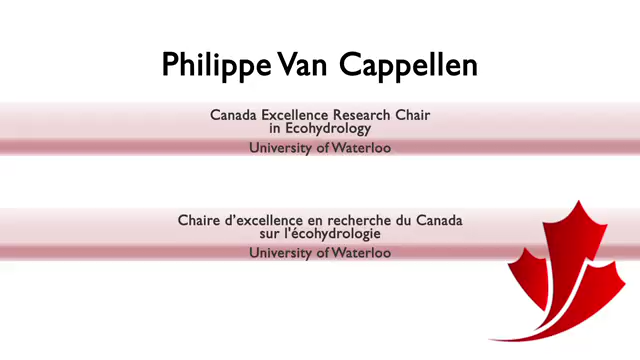 Philippe Van Cappellen
Canada Excellence Research Chair
in Ecohydrology
University of Waterloo
Chaire d’excellence en recherche du Canada
sur l'écohydrologie
University of Waterloo